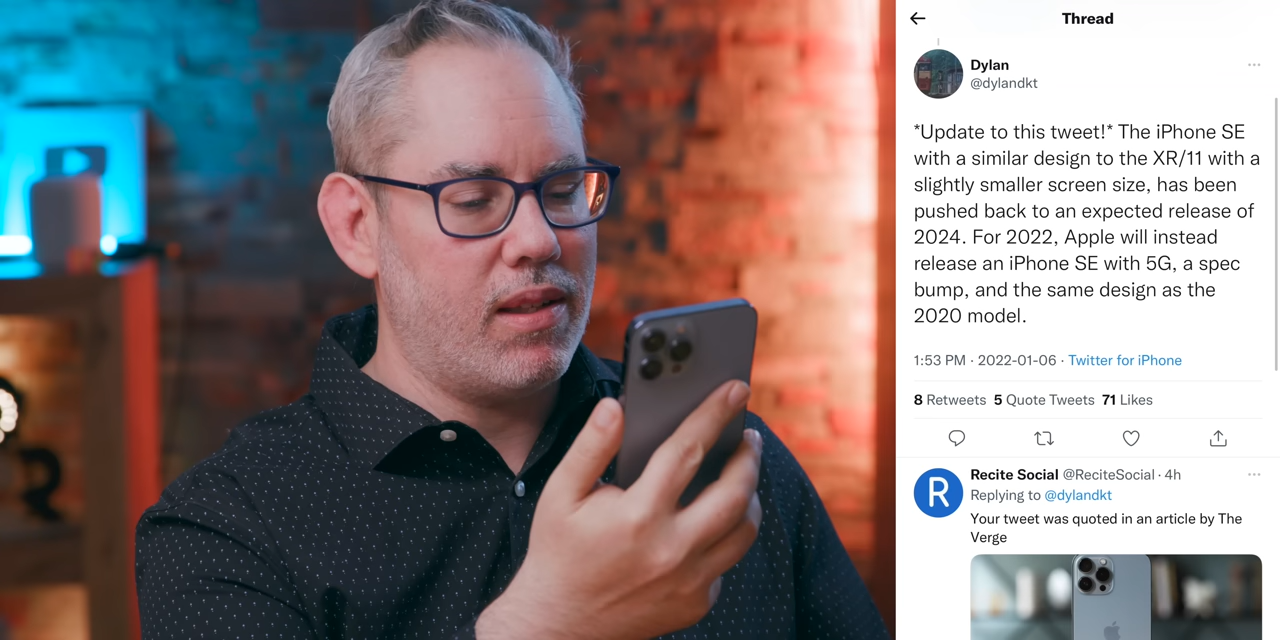 Thread
Dylan
@dylandkt
*Update to this tweet!* The iPhone SE
with a similar design to the XR/11 with a
slightly smaller screen size, has been
pushed back to an expected release of
2024. For 2022, Apple will instead
release an iPhone SE with 5G, a spec
bump, and the same design as the
2020 model.
1:53 PM · 2022-01-06 · Twitter for iPhone
8 Retweets 5 Quote Tweets 71 Likes
R
Recite Social @ReciteSocial · 4h
Replying to @dylandkt
Your tweet was quoted in an article by The
Verge